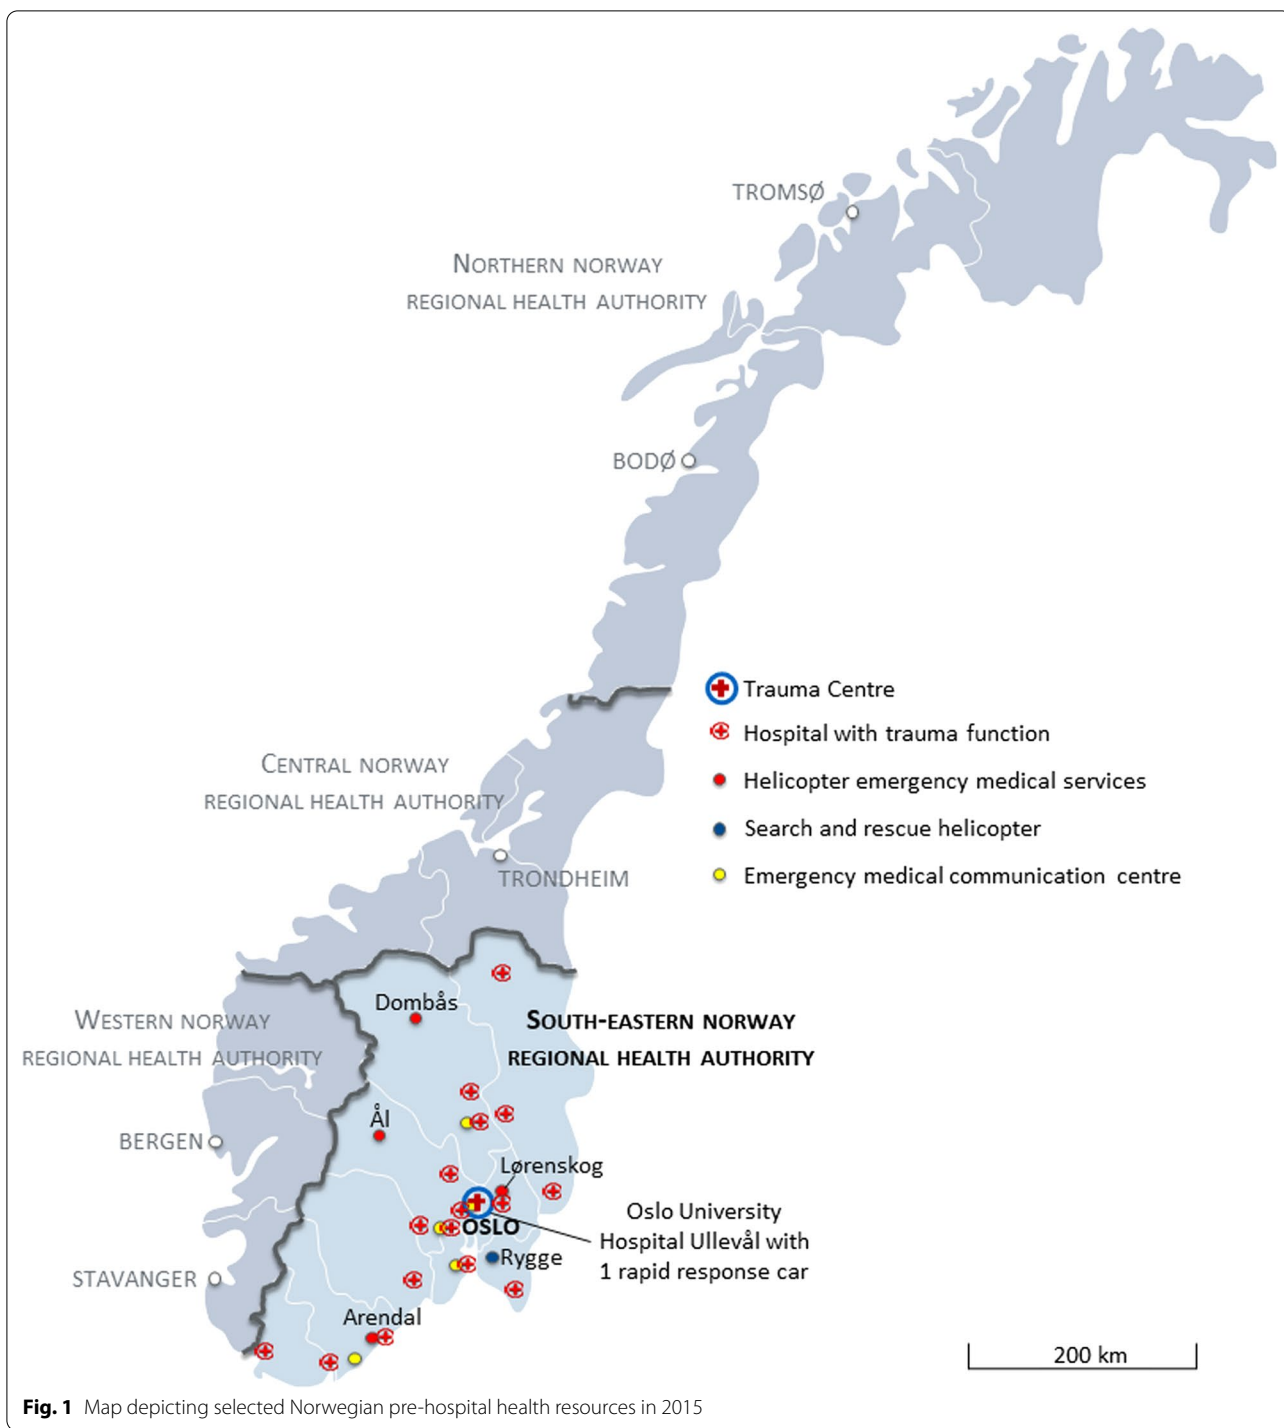 TROMSØ
NORTHERN NORWAY
REGIONAL HEALTH AUTHORITY
BODØ
Trauma Centre
Hospital with trauma function
Helicopter emergency medical services
Search and rescue helicopter
Emergency medical communication centre
CENTRAL NORWAY
REGIONAL HEALTH AUTHORITY
TRONDHEIM
WESTERN NORWAY
REGIONAL HEALTH AUTHORITY
Dombås
SOUTH-EASTERN NORWAY
REGIONAL HEALTH AUTHORITY
BERGEN
Ål
Lørenskog
OSLO
Oslo University
Hospital Ullevål with
1 rapid response car
Rygge
STAVANGER
Arendal
200 km
Fig. 1 Map depicting selected Norwegian pre-hospital health resources in 2015